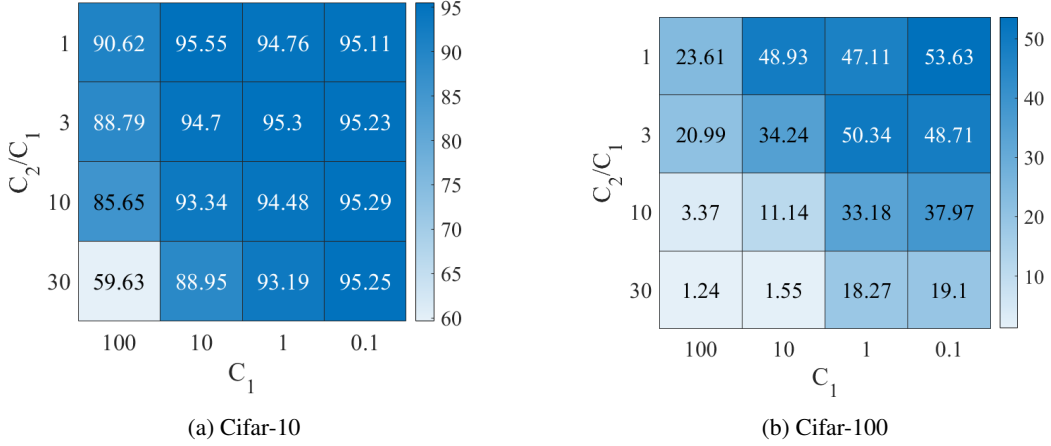 1 90.62 95.55 94.76 95.11
3 88.79 94.7 95.3 95.23
10 85.65 93.34 94.48 95.29
30 59.63 88.95 93.19 95.25
100 10 1 0.1
C1
C2/C1
95
90
85
80
75
70
65
60
(a) Cifar-10
1 23.61 48.93 47.11 53.63
3 20.99 34.24 50.34 48.71
10 3.37 11.14 33.18 37.97
30 1.24 1.55 18.27 19.1
100 10 1 0.1
C1
C2/C1
50
40
30
20
10
(b) Cifar-100